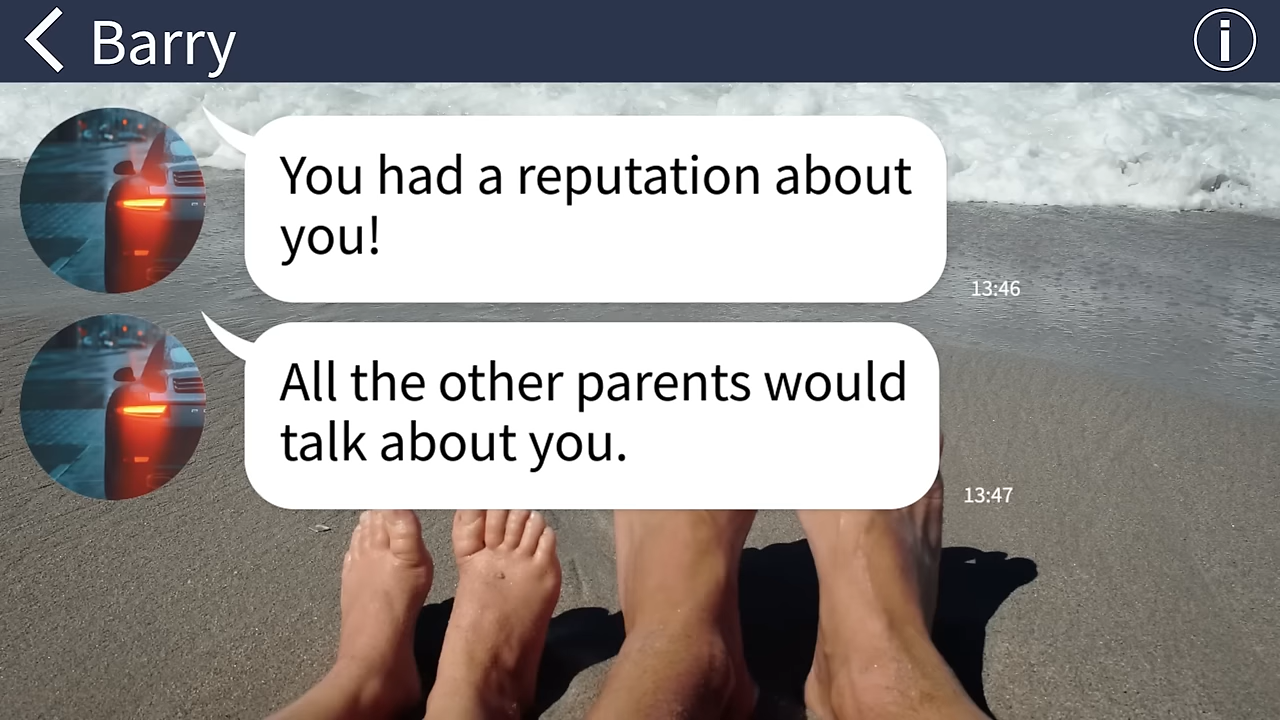 Barry
You had a reputation about
you!
13:46
All the other parents would
talk about you.
13:47